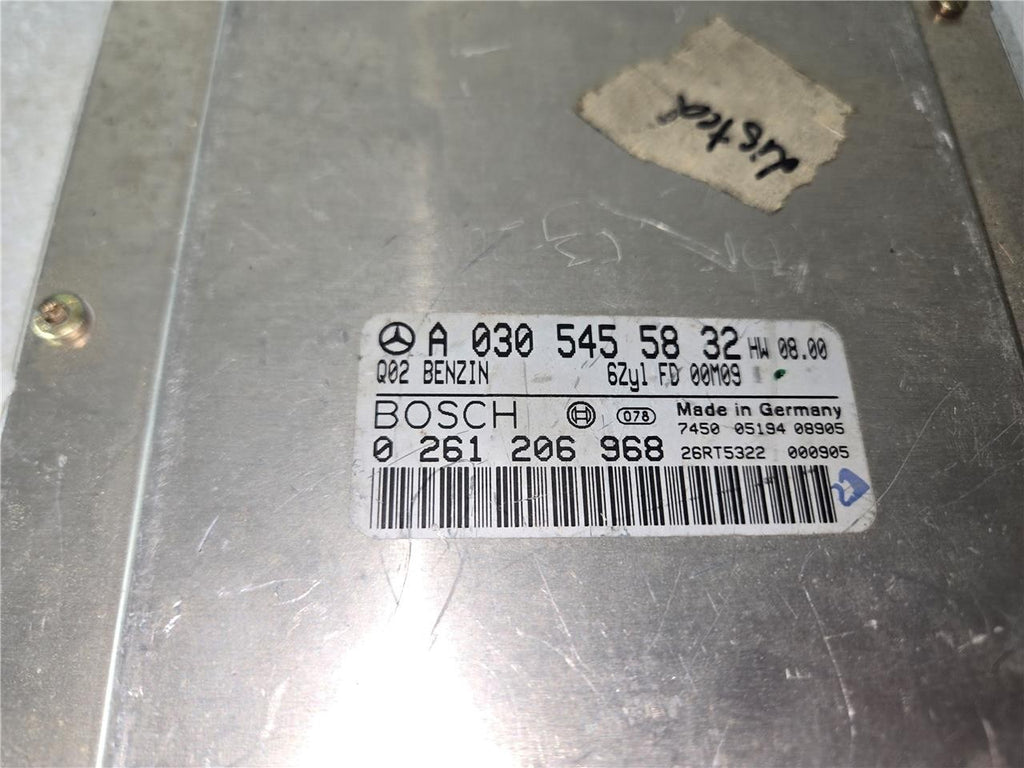 listed
A 030 545 58 32 HW 08.00
Q02 BENZIN 6Zyl FD 00M09
BOSCH 078 Made in Germany
7450 05194 08905
0 261 206 968 26RT5322 000905